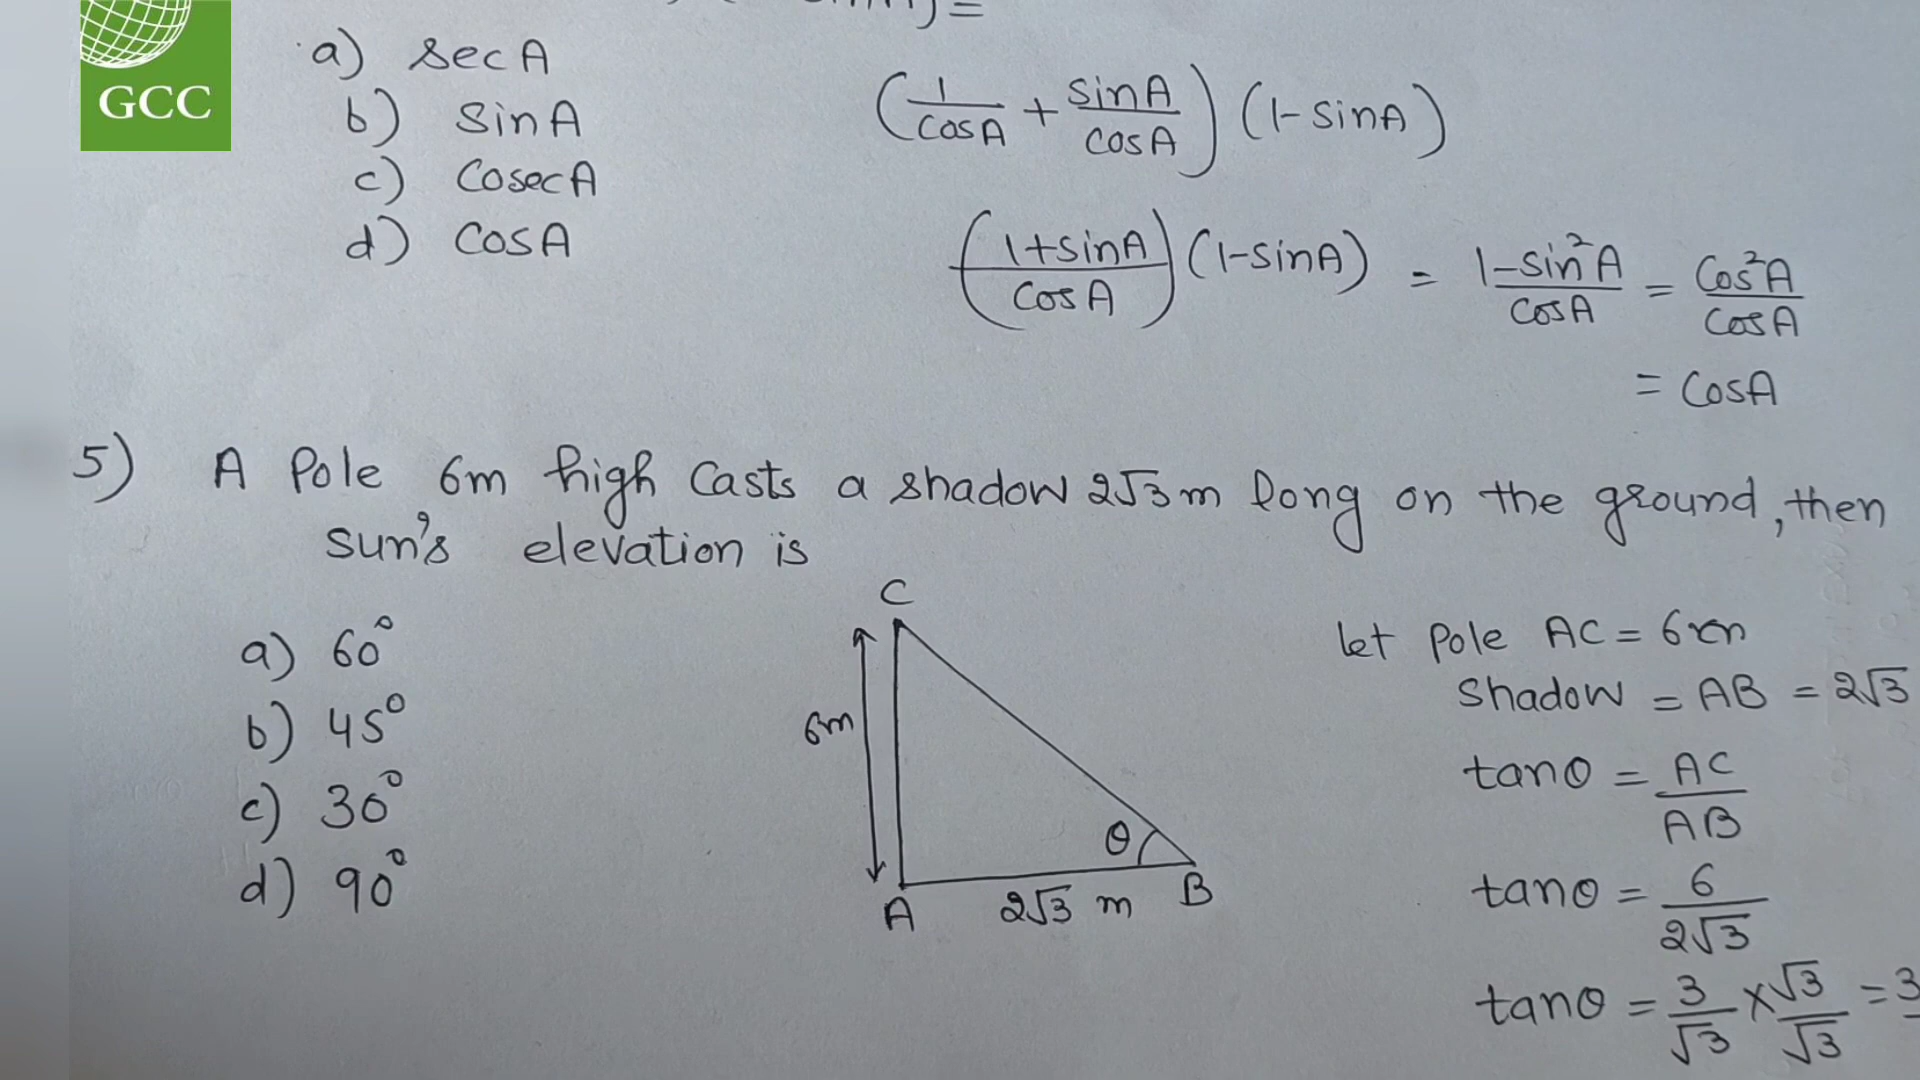 GCC
a) secA
b) sinA
c) cosecA
d) cosA
(1/cosA + sinA/cosA) (1-sinA)
(1+sinA/cosA) (1-sinA) = 1-sin²A/cosA = cos²A/cosA
= cosA
5) A Pole 6m high casts a shadow 2√3 m long on the ground, then
sun's elevation is
a) 60°
b) 45°
c) 30°
d) 90°
C
6m
θ
A 2√3 m B
let pole AC = 6m
shadow = AB = 2√3
tanθ = AC/AB
tanθ = 6/2√3
tanθ = 3/√3 × √3/√3 = 3